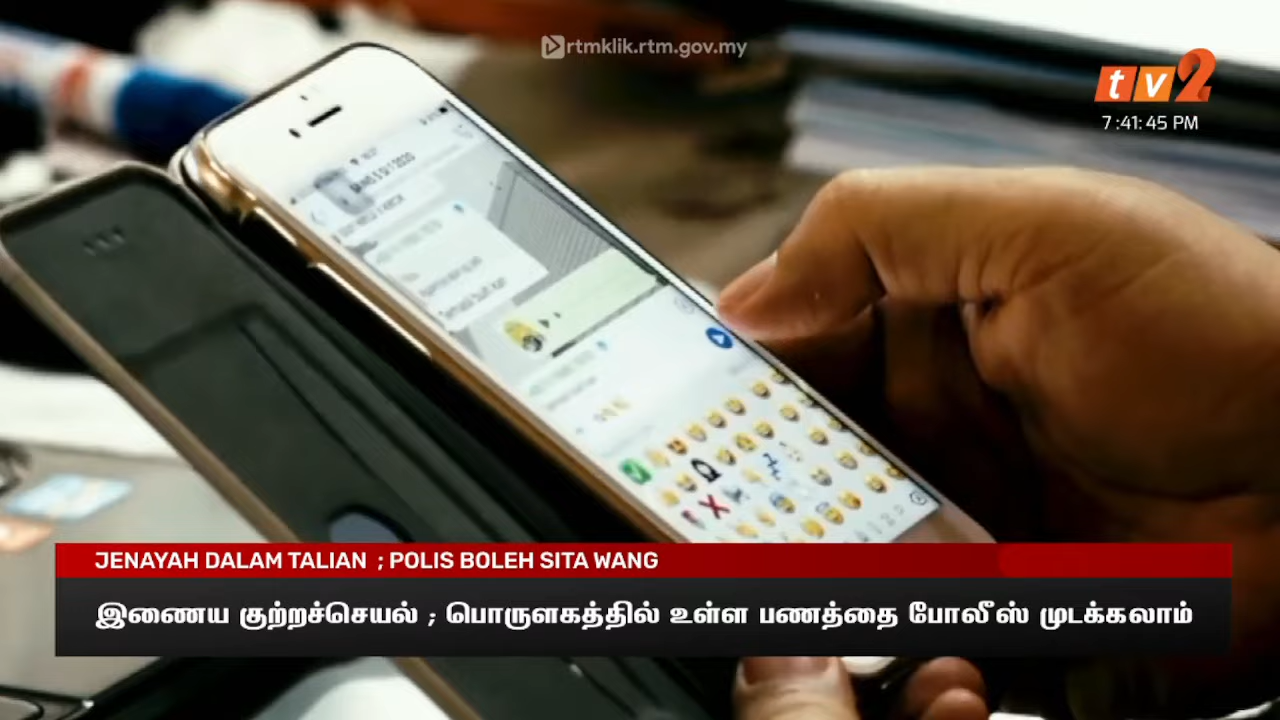 rtmklik.rtm.gov.my
tv2
7:41:45 PM
JENAYAH DALAM TALIAN ; POLIS BOLEH SITA WANG
இணைய குற்றச்செயல் ; பொருளகத்தில் உள்ள பணத்தை போலீஸ் முடக்கலாம்